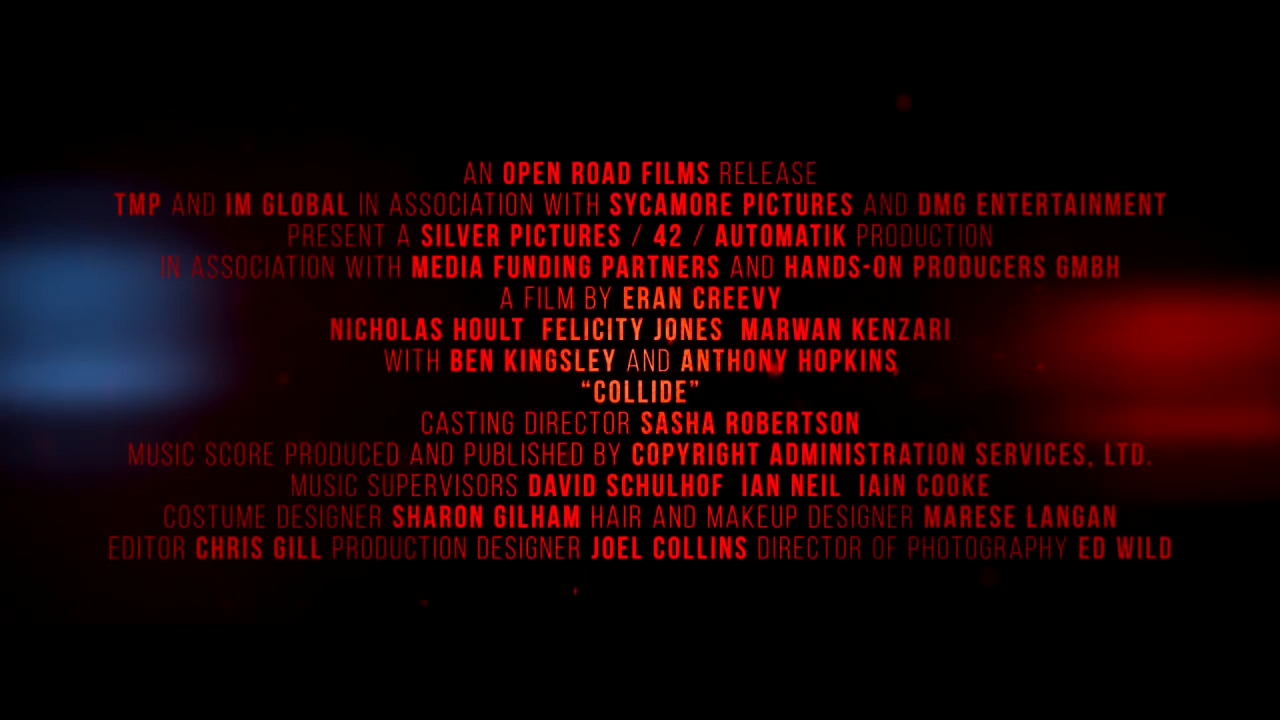 AN OPEN ROAD FILMS RELEASE
TMP AND IM GLOBAL IN ASSOCIATION WITH SYCAMORE PICTURES AND DMG ENTERTAINMENT
PRESENT A SILVER PICTURES / 42 / AUTOMATIK PRODUCTION
IN ASSOCIATION WITH MEDIA FUNDING PARTNERS AND HANDS-ON PRODUCERS GMBH
A FILM BY ERAN CREEVY
NICHOLAS HOULT FELICITY JONES MARWAN KENZARI
WITH BEN KINGSLEY AND ANTHONY HOPKINS
“COLLIDE”
CASTING DIRECTOR SASHA ROBERTSON
MUSIC SCORE PRODUCED AND PUBLISHED BY COPYRIGHT ADMINISTRATION SERVICES, LTD.
MUSIC SUPERVISORS DAVID SCHULHOF IAN NEIL IAIN COOKE
COSTUME DESIGNER SHARON GILHAM HAIR AND MAKEUP DESIGNER MARESE LANGAN
EDITOR CHRIS GILL PRODUCTION DESIGNER JOEL COLLINS DIRECTOR OF PHOTOGRAPHY ED WILD